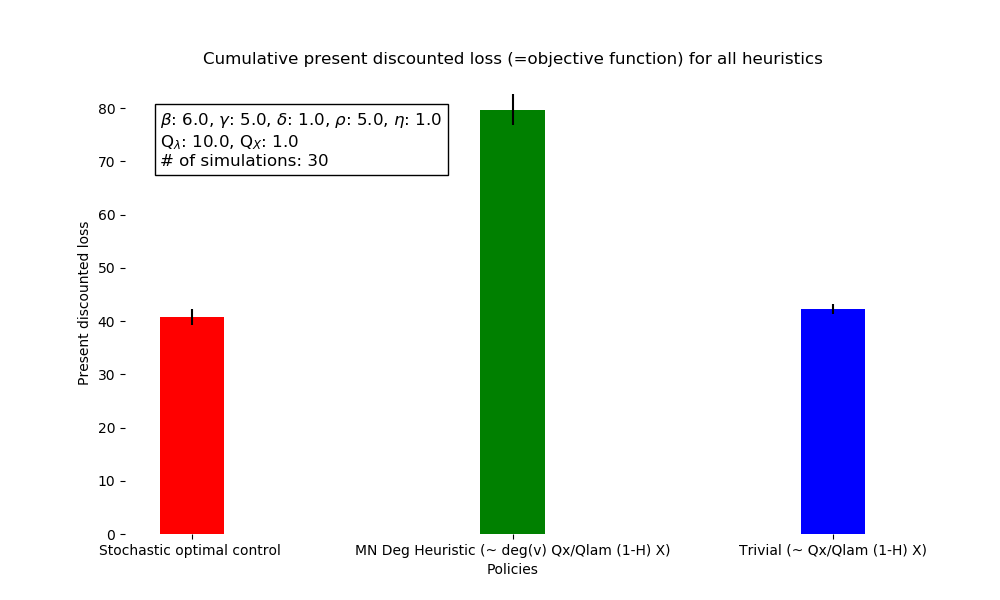 Cumulative present discounted loss (=objective function) for all heuristics
β: 6.0, γ: 5.0, δ: 1.0, ρ: 5.0, η: 1.0
Qλ: 10.0, QX: 1.0
# of simulations: 30
Present discounted loss
80
70
60
50
40
30
20
10
0
Stochastic optimal control
MN Deg Heuristic (~ deg(v) Qx/Qlam (1-H) X)
Trivial (~ Qx/Qlam (1-H) X)
Policies